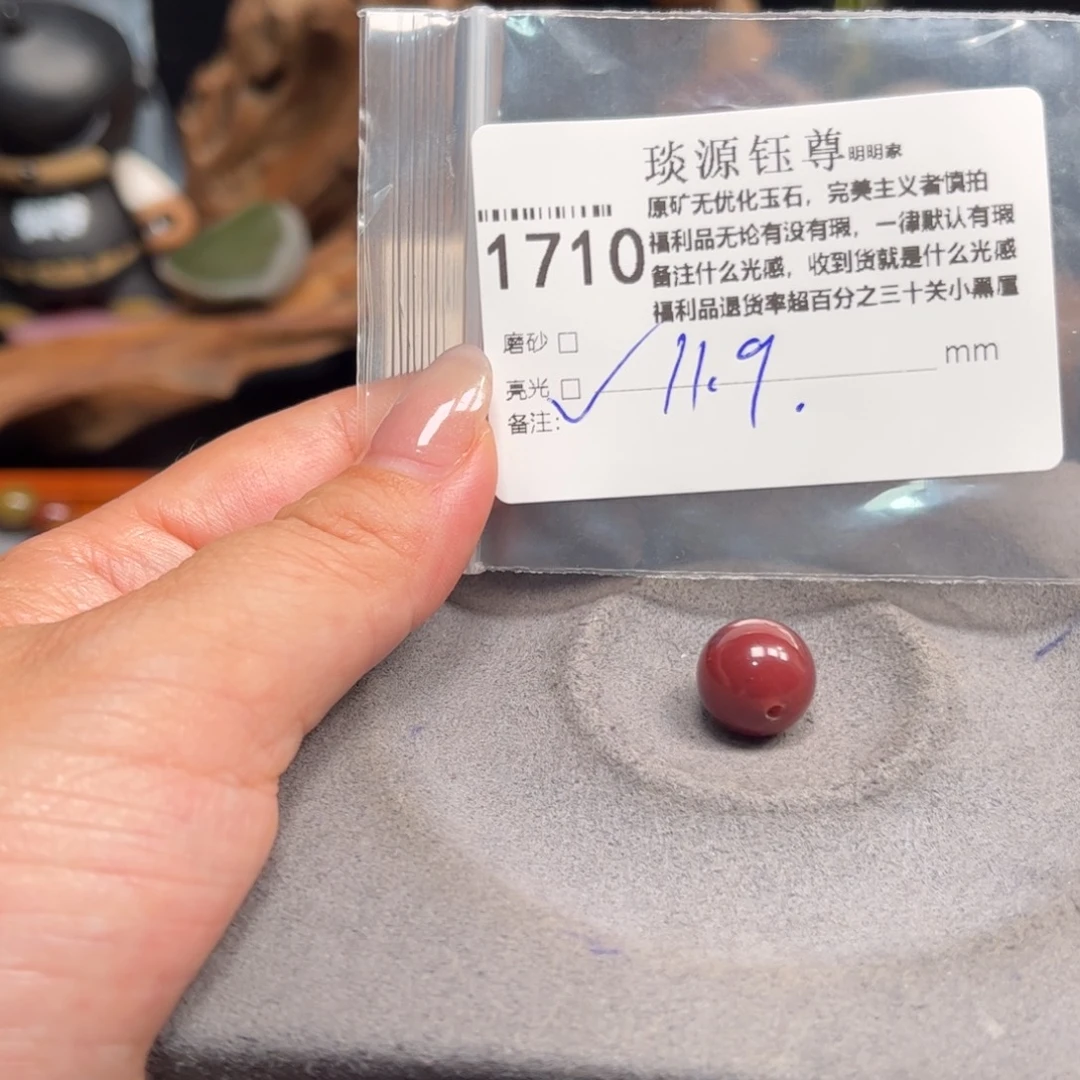 琰源钰尊明明家
原矿无优化玉石，完美主义者慎拍
福利品无论有没有瑕，一律默认有瑕
备注什么光感，收到货就是什么光感
福利品退货率超百分之三十关小黑屋
1710
磨砂 □
亮光 □ ✓ 11.9. mm
备注：